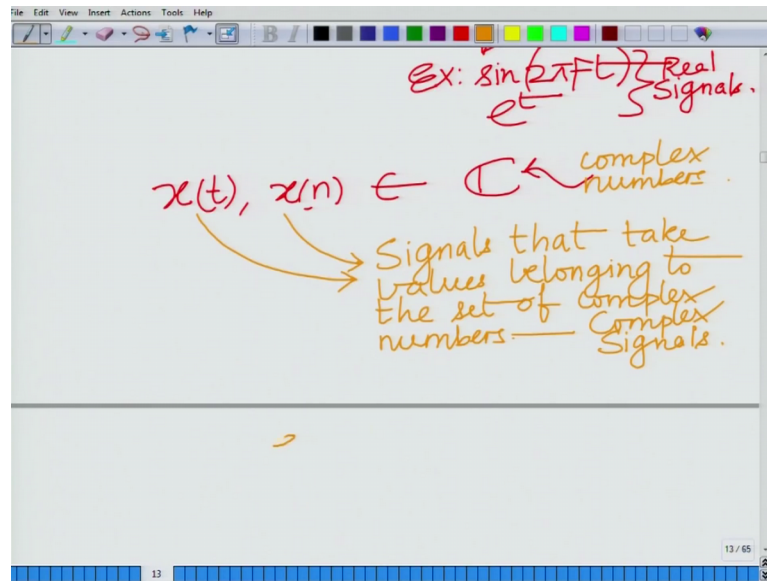 File Edit View Insert Actions Tools Help
Ex: sin(2πFt) } Real
e^t } Signals.
x(t), x(n) ∈ ℂ ← complex
numbers.
Signals that take
values belonging to
the set of complex
numbers. — Complex
Signals.
13 / 65
13